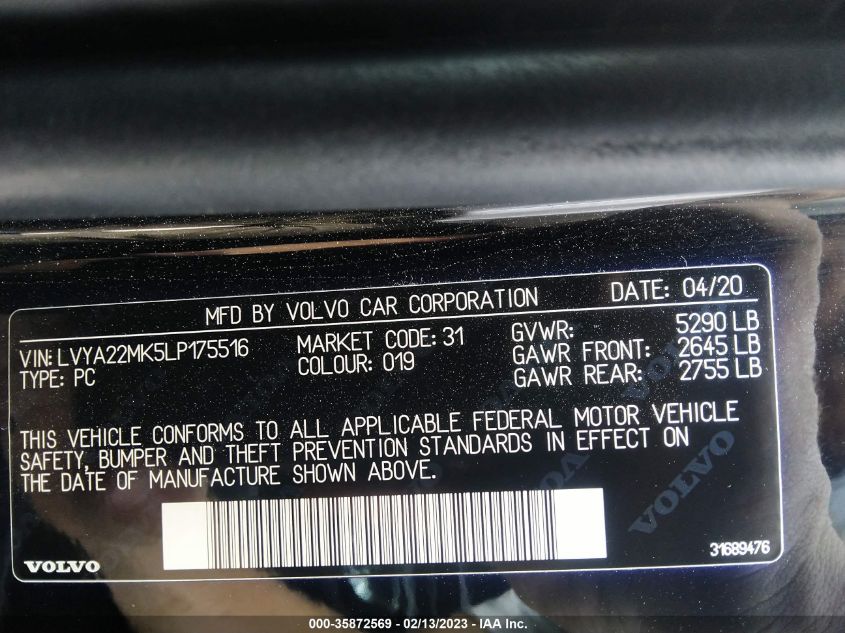 MFD BY VOLVO CAR CORPORATION DATE: 04/20
VIN: LVYA22MK5LP175516 MARKET CODE: 31 GVWR: 5290 LB
TYPE: PC COLOUR: 019 GAWR FRONT: 2645 LB
GAWR REAR: 2755 LB
THIS VEHICLE CONFORMS TO ALL APPLICABLE FEDERAL MOTOR VEHICLE
SAFETY, BUMPER AND THEFT PREVENTION STANDARDS IN EFFECT ON
THE DATE OF MANUFACTURE SHOWN ABOVE.
VOLVO
VOLVO 31689476
000-35872569 - 02/13/2023 - IAA Inc.